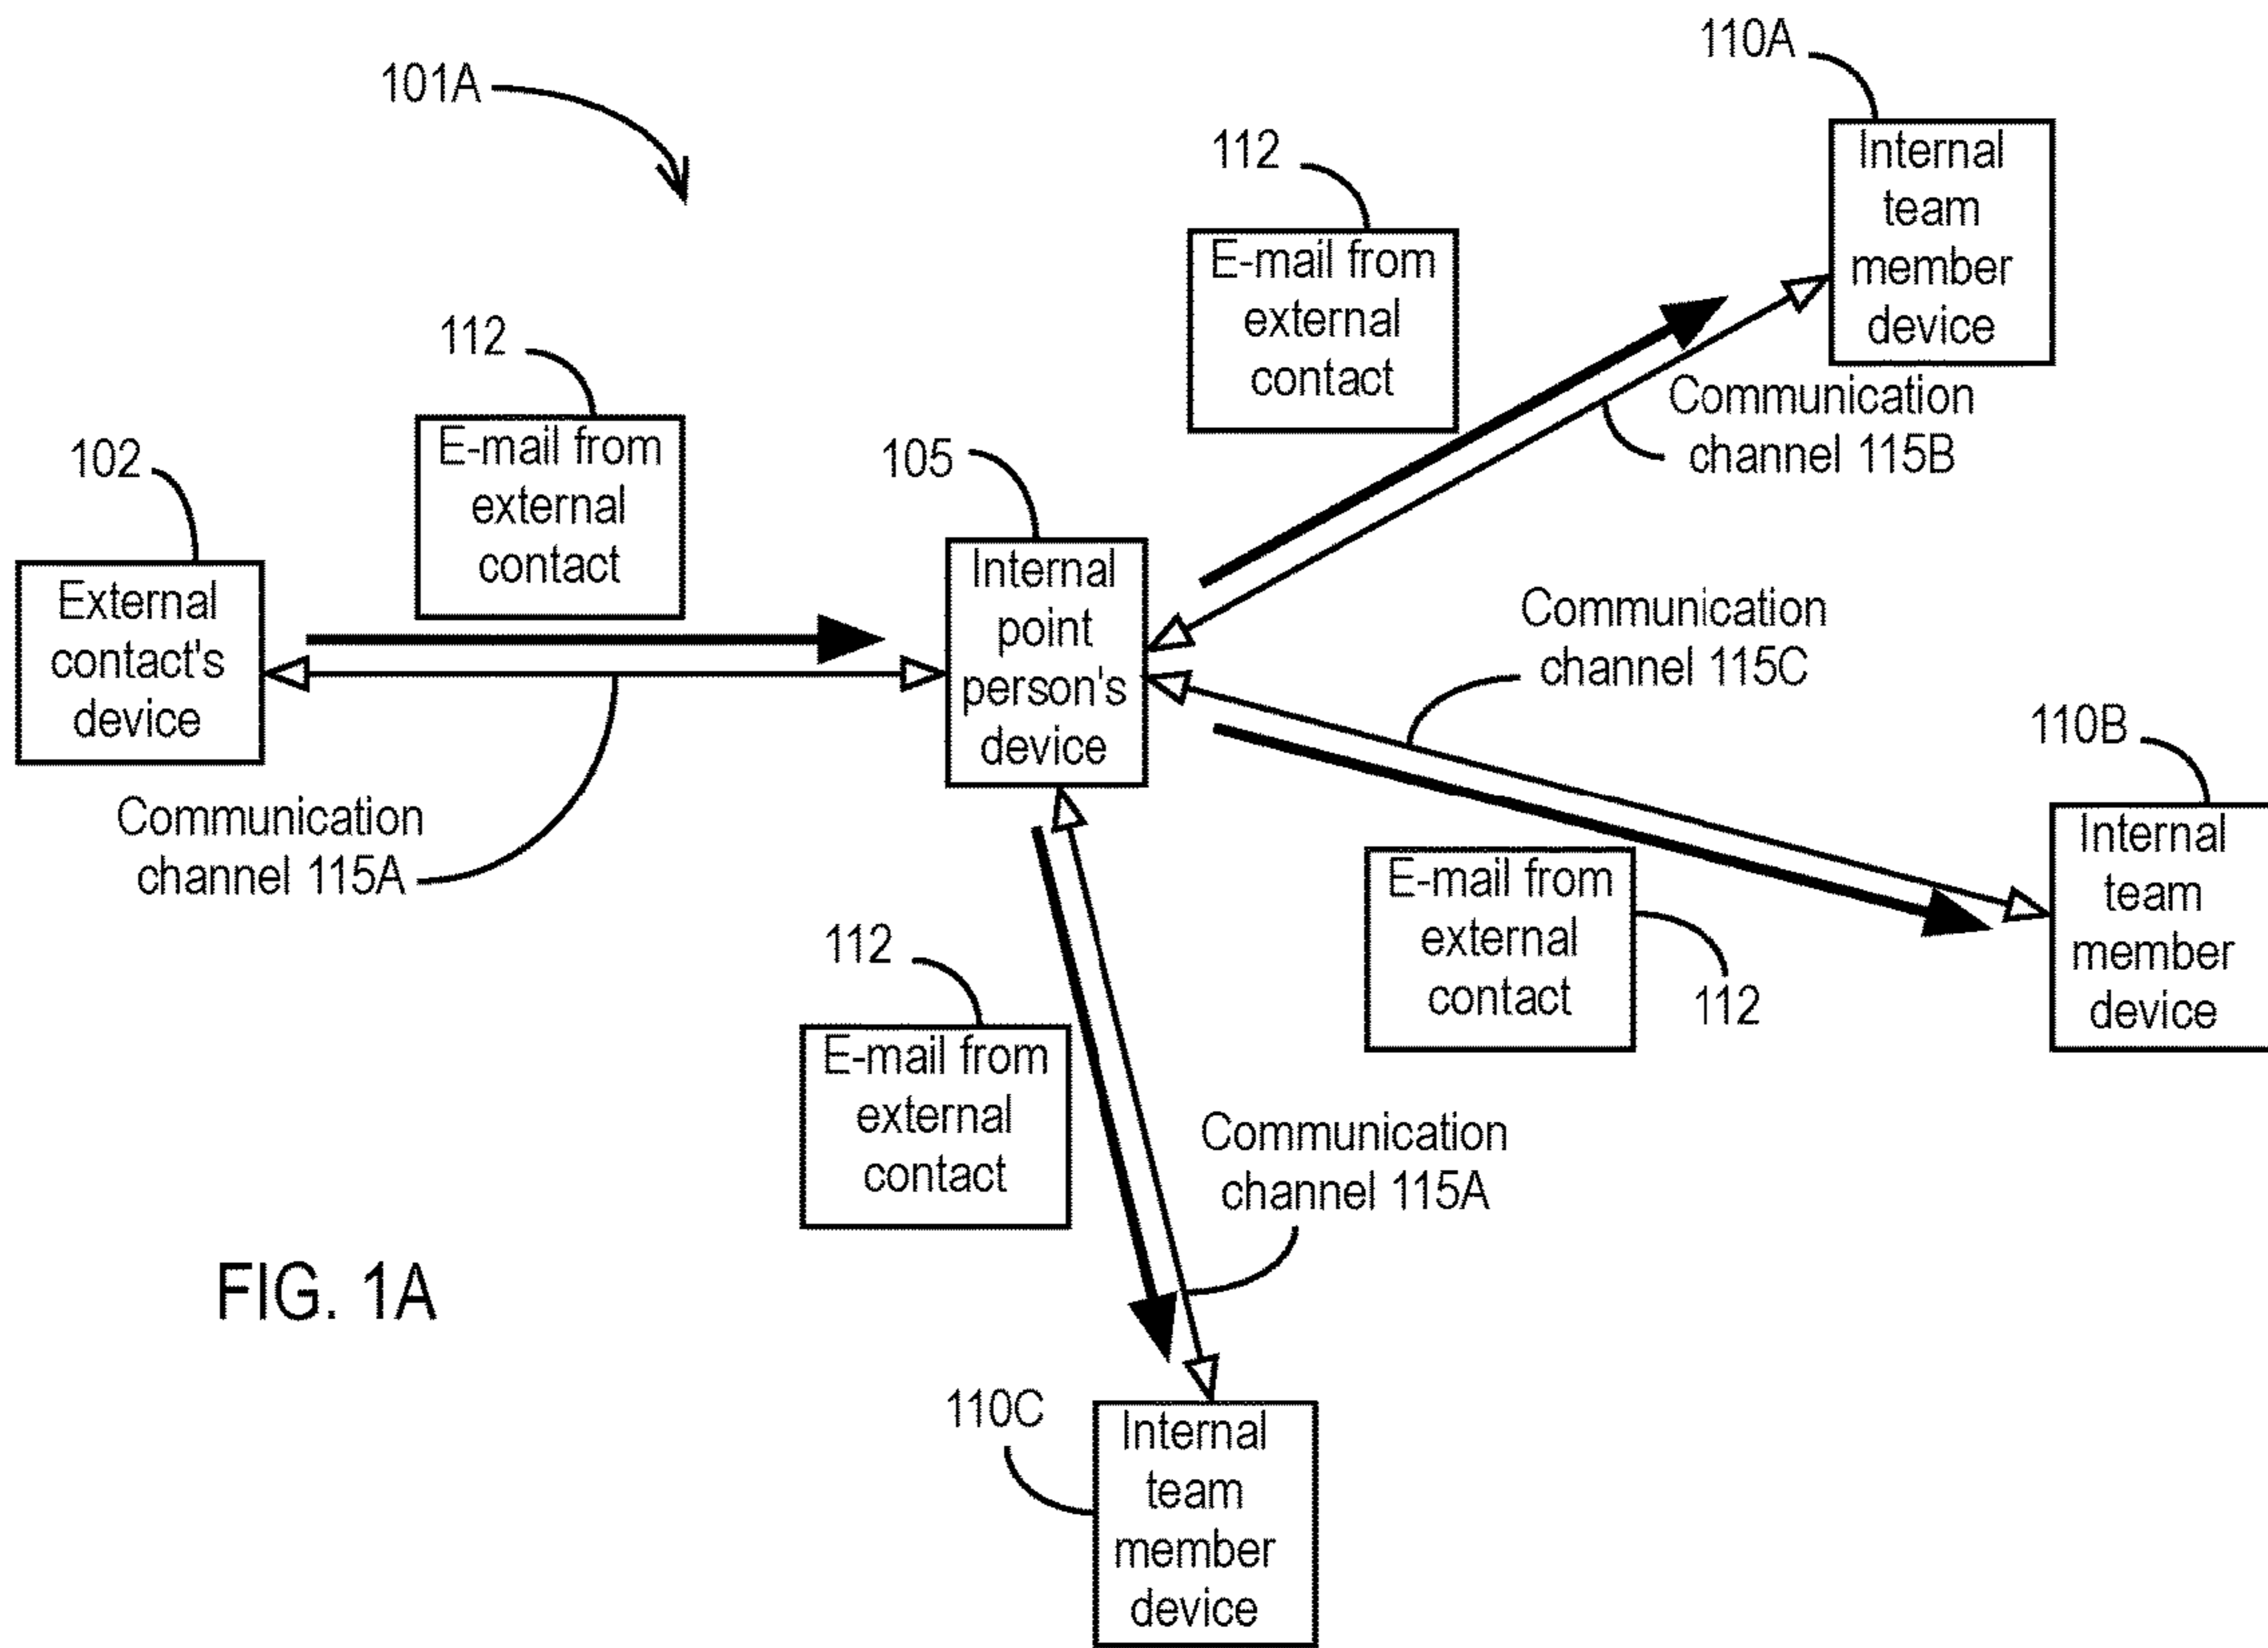 110A
101A
112
Internal
team
member
device
E-mail from
external
contact
112
Communication
channel 115B
E-mail from
external
contact
102
105
External
contact's
device
Internal
point
person's
device
Communication
channel 115C
110B
Communication
channel 115A
Internal
team
member
device
E-mail from
external
contact
112
112
E-mail from
external
contact
Communication
channel 115A
FIG. 1A
110C
Internal
team
member
device